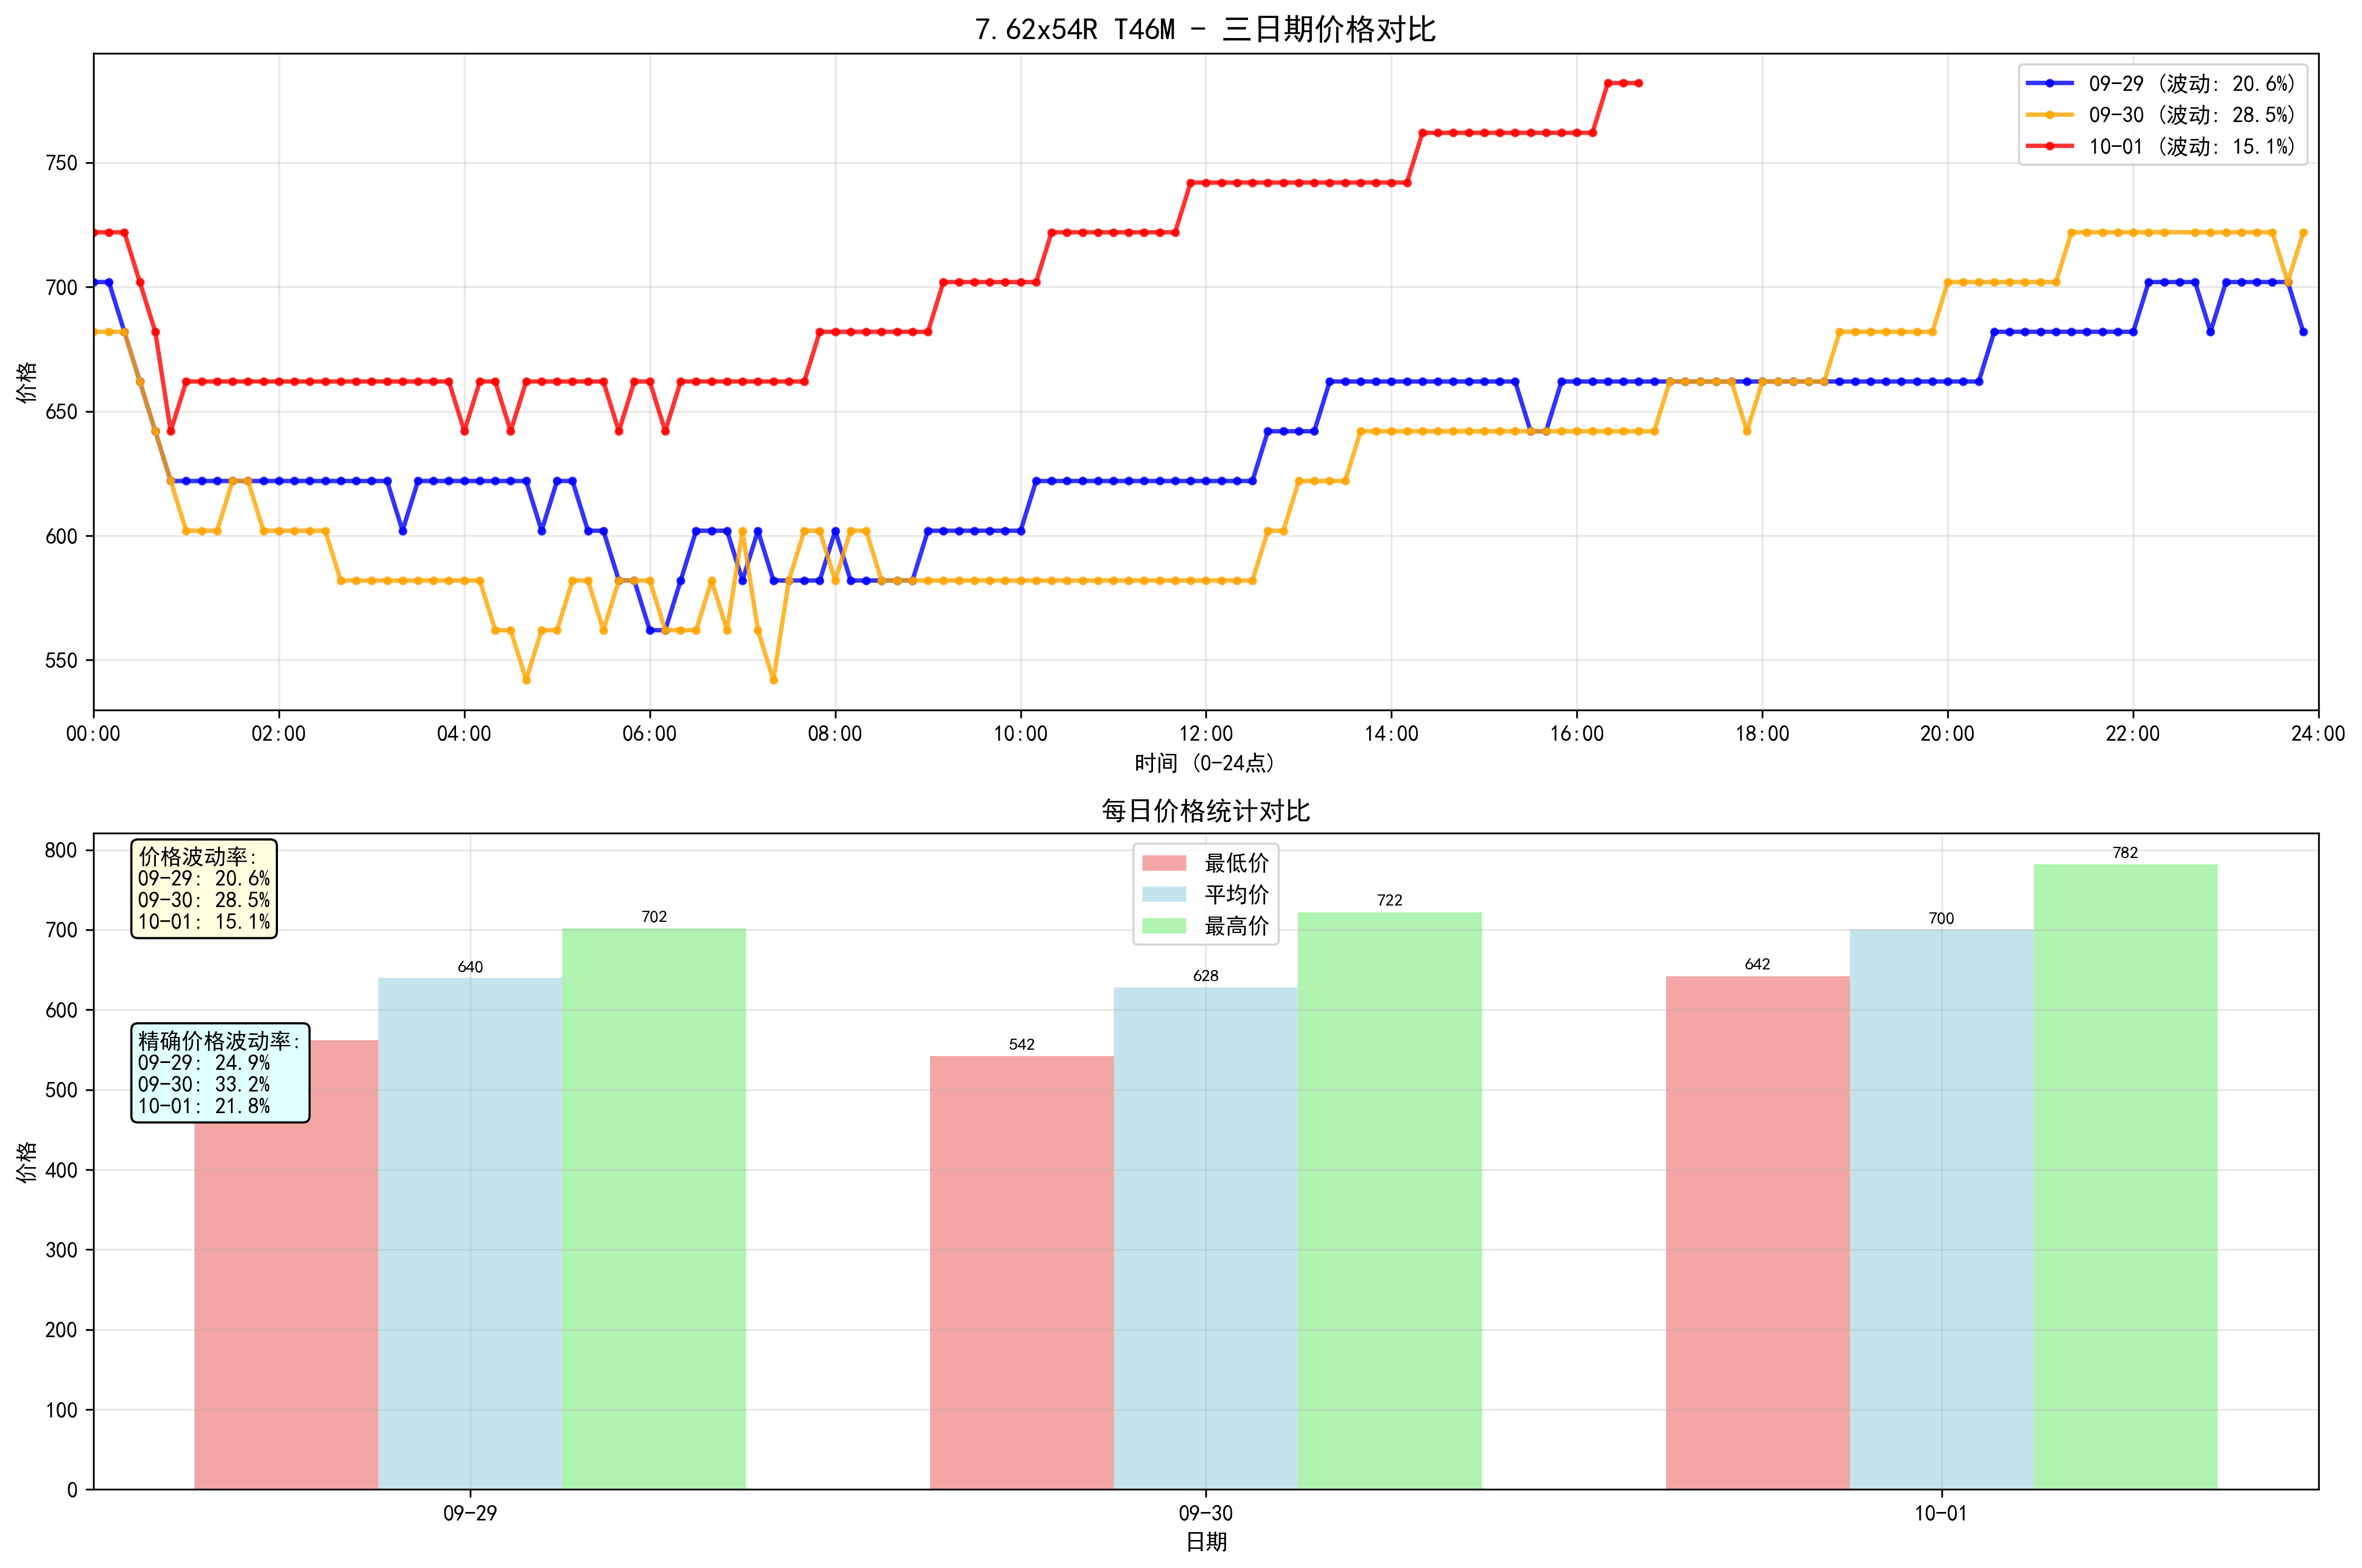 7.62x54R T46M - 三日期价格对比
09-29 (波动: 20.6%)
09-30 (波动: 28.5%)
10-01 (波动: 15.1%)
价格
750
700
650
600
550
00:00 02:00 04:00 06:00 08:00 10:00 12:00 14:00 16:00 18:00 20:00 22:00 24:00
时间 (0-24点)
每日价格统计对比
价格波动率:
09-29: 20.6%
09-30: 28.5%
10-01: 15.1%
精确价格波动率:
09-29: 24.9%
09-30: 33.2%
10-01: 21.8%
最低价
平均价
最高价
640
702
542
628
722
642
700
782
价格
800
700
600
500
400
300
200
100
0
09-29 09-30 10-01
日期